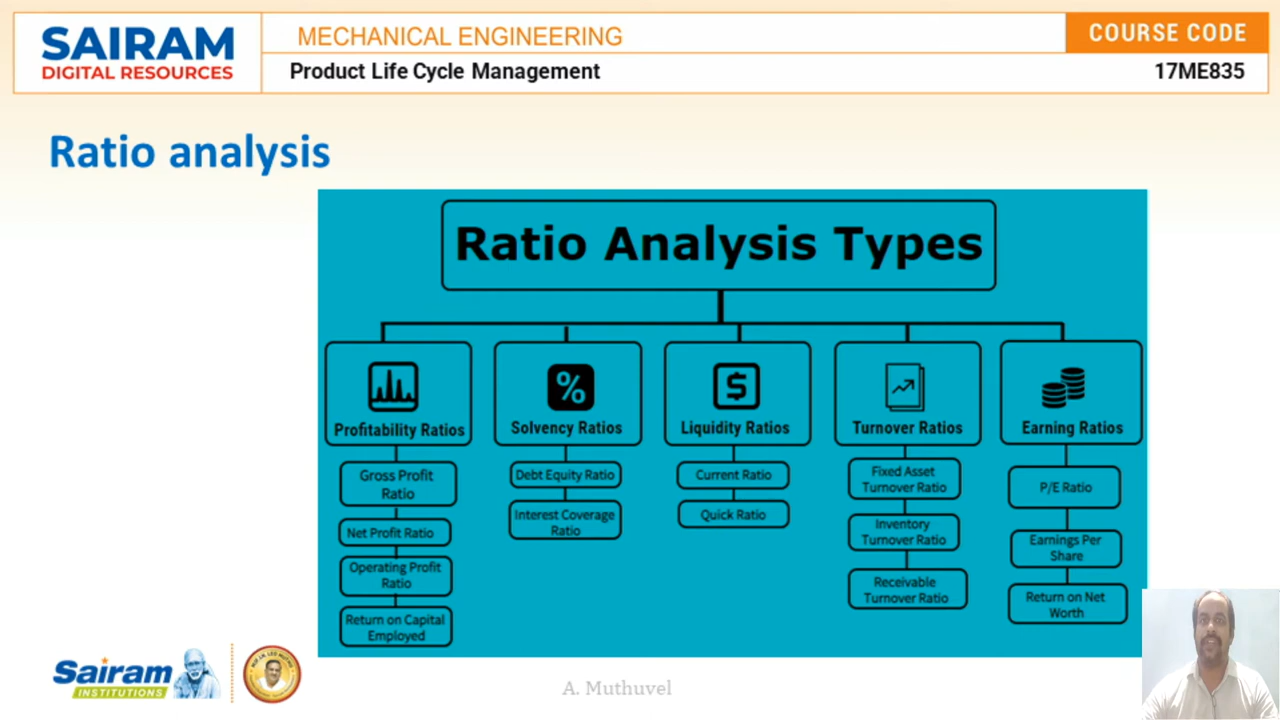 SAIRAM
DIGITAL RESOURCES
MECHANICAL ENGINEERING
COURSE CODE
Product Life Cycle Management
17ME835
Ratio analysis
Ratio Analysis Types
Profitability Ratios
Gross Profit
Ratio
Net Profit Ratio
Operating Profit
Ratio
Return on Capital
Employed
%
Solvency Ratios
Debt Equity Ratio
Interest Coverage
Ratio
$
Liquidity Ratios
Current Ratio
Quick Ratio
Turnover Ratios
Fixed Asset
Turnover Ratio
Inventory
Turnover Ratio
Receivable
Turnover Ratio
Earning Ratios
P/E Ratio
Earnings Per
Share
Return on Net
Worth
Sairam
INSTITUTIONS
A. Muthuvel